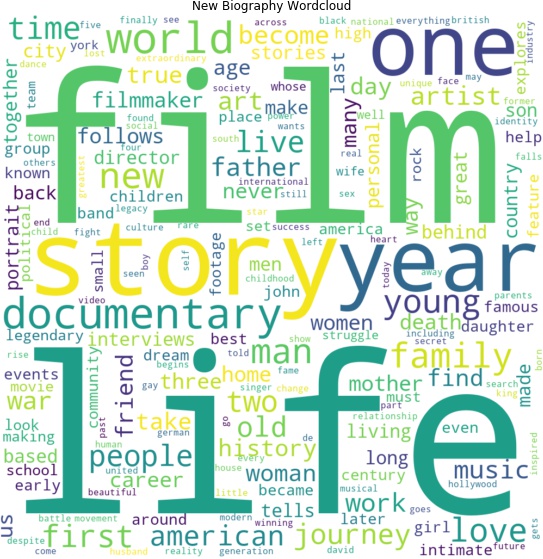 New Biography Wordcloud
time
five
finally
see
across
black
national
everything
british
york
lost
world
become
high
one
industry
city
extraordinary
stories
dance
true
age
whose
last
explores
together
team
filmmaker
society
art
make
day
artist
son
unique
face
may
former
identity
film
found
social
place
power
many
well
personal
rock
great
town
follows
four
live
wants
real
help
group
director
south
father
wife
country
falls
others
new
international
sex
way
feature
known
greatest
children
never
still
back
band
legacy
star
end
culture
rare
set
success
america
behind
portrait
political
child
fight
story
left
heart
year
small
seen
boy
self
footage
men
childhood
today
away
parents
video
john
young
famous
documentary
women
death
daughter
legendary
interviews
best
struggle
including
secret
rise
community
told
man
show
family
born
events
friend
dream
begins
home
fame
mother
find
search
king
made
movie
gay
three
singer
change
part
must
war
past
take
go
two
relationship
life
look
german
old
de
living
even
making
human
every
inspired
based
people
history
long
music
school
united
house
woman
century
hollywood
early
beautiful
career
little
became
musical
work
us
battle
movement
around
modern
tells
later
goes
girl
love
gets
despite
first
american
winning
journey
intimate
future
come
husband
reality
generation
david